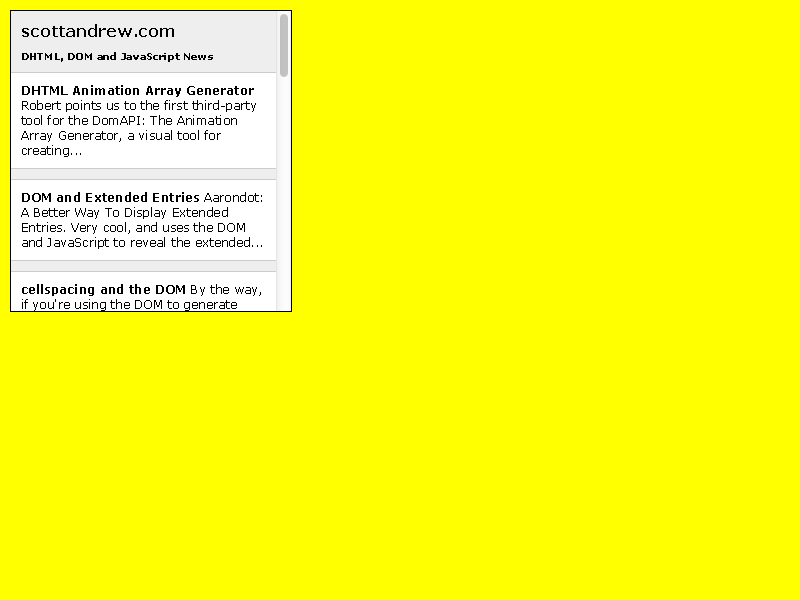 scottandrew.com
DHTML, DOM and JavaScript News
DHTML Animation Array Generator
Robert points us to the first third-party
tool for the DomAPI: The Animation
Array Generator, a visual tool for
creating...
DOM and Extended Entries Aarondot:
A Better Way To Display Extended
Entries. Very cool, and uses the DOM
and JavaScript to reveal the extended...
cellspacing and the DOM By the way,
if you're using the DOM to generate